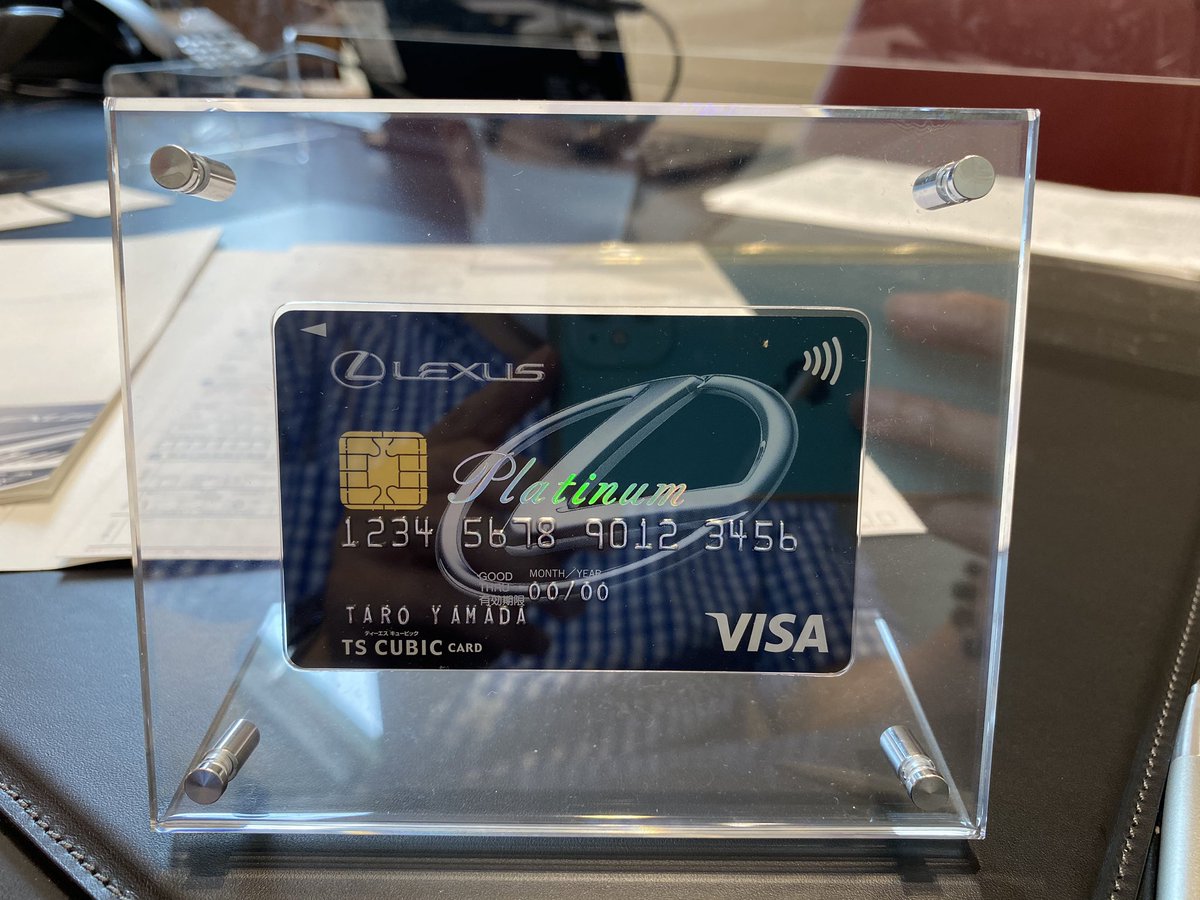 LEXUS
Platinum
1234 5678 9012 3456
GOOD THRU MONTH/YEAR
有効期限 00/00
TARO YAMADA
ティーエス キュービック
TS CUBIC CARD
VISA